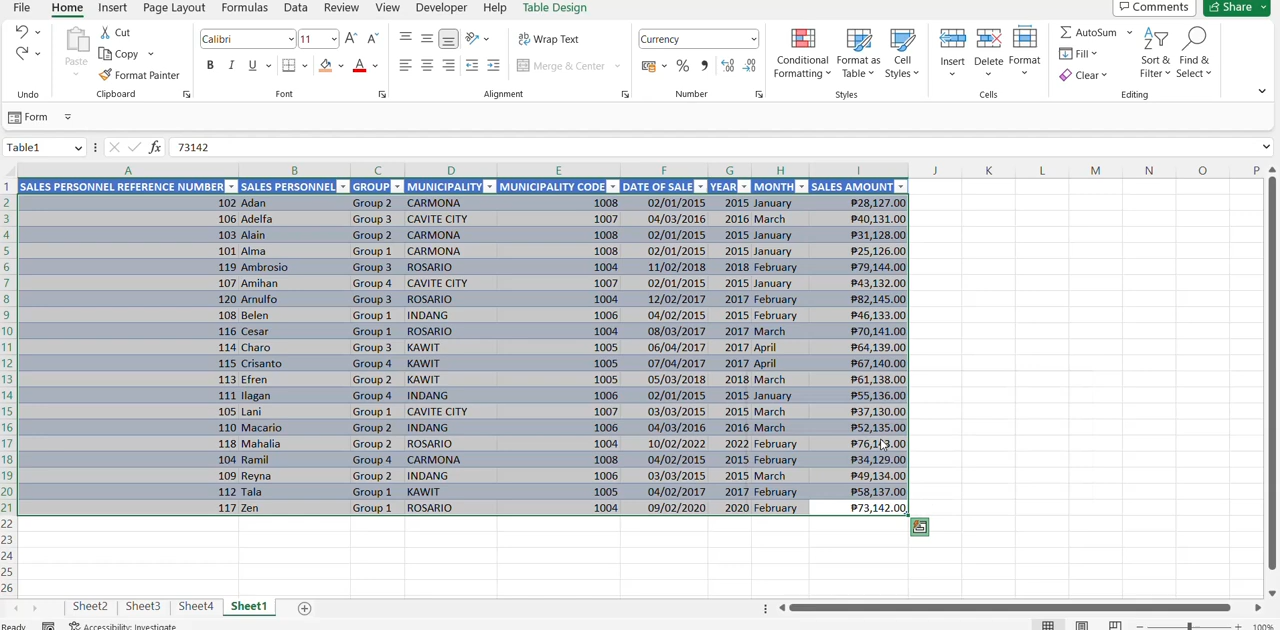 File Home Insert Page Layout Formulas Data Review View Developer Help Table Design Comments Share
Cut
Copy
Format Painter
Paste
Undo Clipboard
Calibri 11
B I U A
Font
Wrap Text
Merge & Center
Alignment
Currency
% ,
Number
Conditional Formatting Format as Table Cell Styles
Styles
Insert Delete Format
Cells
AutoSum
Fill
Clear
Sort & Filter Find & Select
Editing
Form
Table1 fx 73142
A B C D E F G H I J K L M N O P
1 SALES PERSONNEL REFERENCE NUMBER SALES PERSONNEL GROUP MUNICIPALITY MUNICIPALITY CODE DATE OF SALE YEAR MONTH SALES AMOUNT
2 102 Adan Group 2 CARMONA 1008 02/01/2015 2015 January ₱28,127.00
3 106 Adelfa Group 3 CAVITE CITY 1007 04/03/2016 2016 March ₱40,131.00
4 103 Alain Group 2 CARMONA 1008 02/01/2015 2015 January ₱31,128.00
5 101 Alma Group 1 CARMONA 1008 02/01/2015 2015 January ₱25,126.00
6 119 Ambrosio Group 3 ROSARIO 1004 11/02/2018 2018 February ₱79,144.00
7 107 Amihan Group 4 CAVITE CITY 1007 02/01/2015 2015 January ₱43,132.00
8 120 Arnulfo Group 3 ROSARIO 1004 12/02/2017 2017 February ₱82,145.00
9 108 Belen Group 1 INDANG 1006 04/02/2015 2015 February ₱46,133.00
10 116 Cesar Group 1 ROSARIO 1004 08/03/2017 2017 March ₱70,141.00
11 114 Charo Group 3 KAWIT 1005 06/04/2017 2017 April ₱64,139.00
12 115 Crisanto Group 4 KAWIT 1005 07/04/2017 2017 April ₱67,140.00
13 113 Efren Group 2 KAWIT 1005 05/03/2018 2018 March ₱61,138.00
14 111 Ilagan Group 4 INDANG 1006 02/01/2015 2015 January ₱55,136.00
15 105 Lani Group 1 CAVITE CITY 1007 03/03/2015 2015 March ₱37,130.00
16 110 Macario Group 2 INDANG 1006 04/03/2016 2016 March ₱52,135.00
17 118 Mahalia Group 2 ROSARIO 1004 10/02/2022 2022 February
18 104 Ramil Group 4 CARMONA 1008 04/02/2015 2015 February ₱34,129.00
19 109 Reyna Group 2 INDANG 1006 03/03/2015 2015 March ₱49,134.00
20 112 Tala Group 1 KAWIT 1005 04/02/2017 2017 February ₱58,137.00
21 117 Zen Group 1 ROSARIO 1004 09/02/2020 2020 February ₱73,142.00
22
23
24
25
26
Sheet2 Sheet3 Sheet4 Sheet1
Ready Accessibility: Investigate 100%